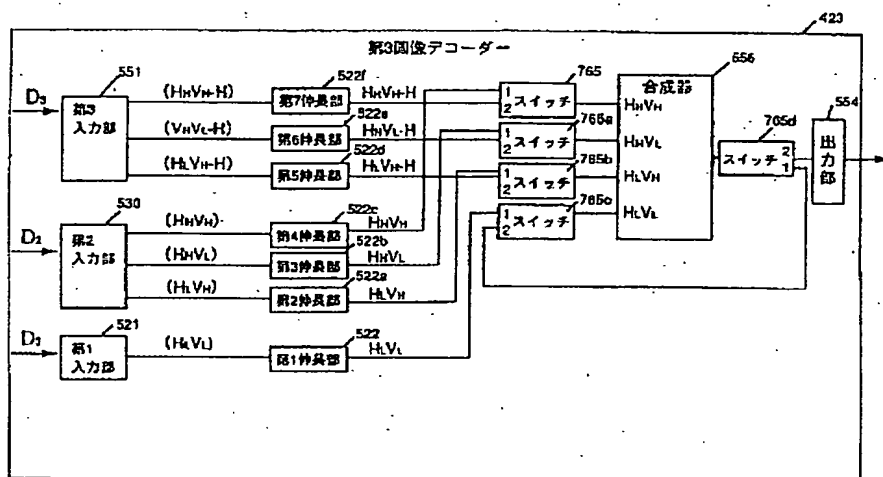 423
第3画像デコーダー
551
D3
第3
入力部
(HHVH-H)
522f
第7伸長部
HHVH-H
(VHVL-H)
522e
第6伸長部
HHVL-H
(HLVH-H)
522d
第5伸長部
HLVH-H
530
D2
第2
入力部
(HHVH)
522c
第4伸長部
HHVH
(HHVL)
522b
第3伸長部
HHVL
(HLVH)
522a
第2伸長部
HLVH
521
第1
入力部
(HLVL)
522
第1伸長部
HLVL
765
1
2
スイッチ
765a
1
2
スイッチ
765b
1
2
スイッチ
765c
1
2
スイッチ
556
合成器
HHVH
HHVL
HLVH
HLVL
765d
スイッチ
2
1
554
出力部